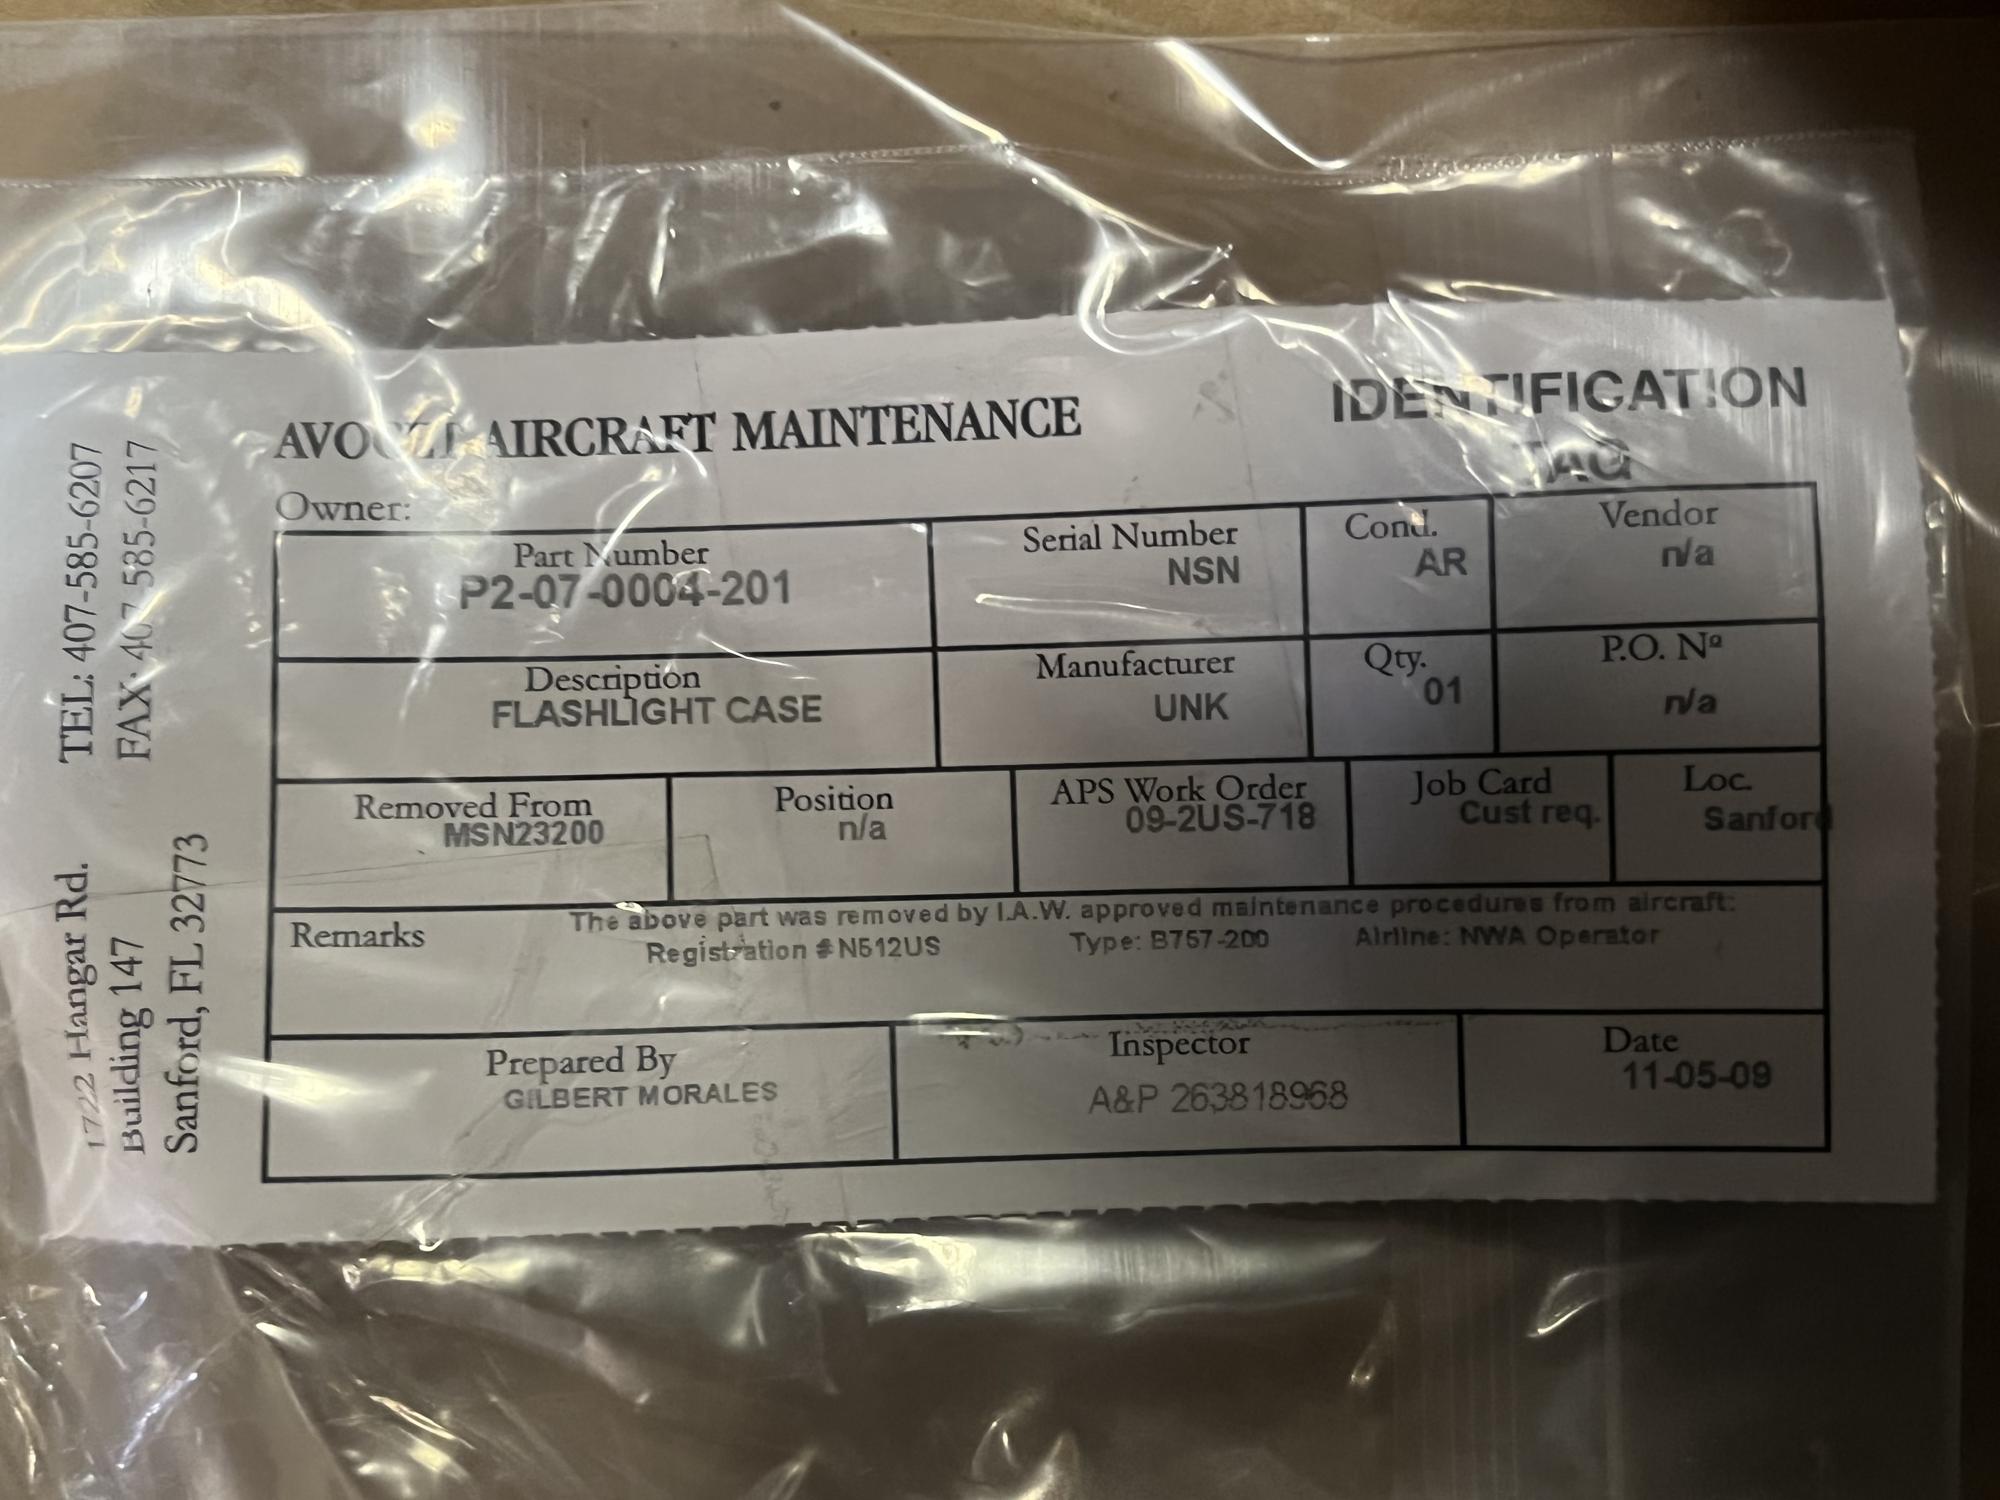 AIRCRAFT MAINTENANCE
IDENTIFICATION
TAG
TEL: 407-585-6207
FAX: 407-585-6217
1722 Hangar Rd.
Building 147
Sanford, FL 32773
Owner:
Part Number
P2-07-0004-201
Serial Number
NSN
Cond.
AR
Vendor
n/a
Description
FLASHLIGHT CASE
Manufacturer
UNK
Qty.
01
P.O. Nº
n/a
Removed From
MSN23200
Position
n/a
APS Work Order
09-2US-718
Job Card
Cust req.
Loc.
Sanford
Remarks
The above part was removed by I.A.W. approved maintenance procedures from aircraft:
Registration # N512US Type: B757-200 Airline: NWA Operator
Prepared By
GILBERT MORALES
Inspector
A&P 263818968
Date
11-05-09